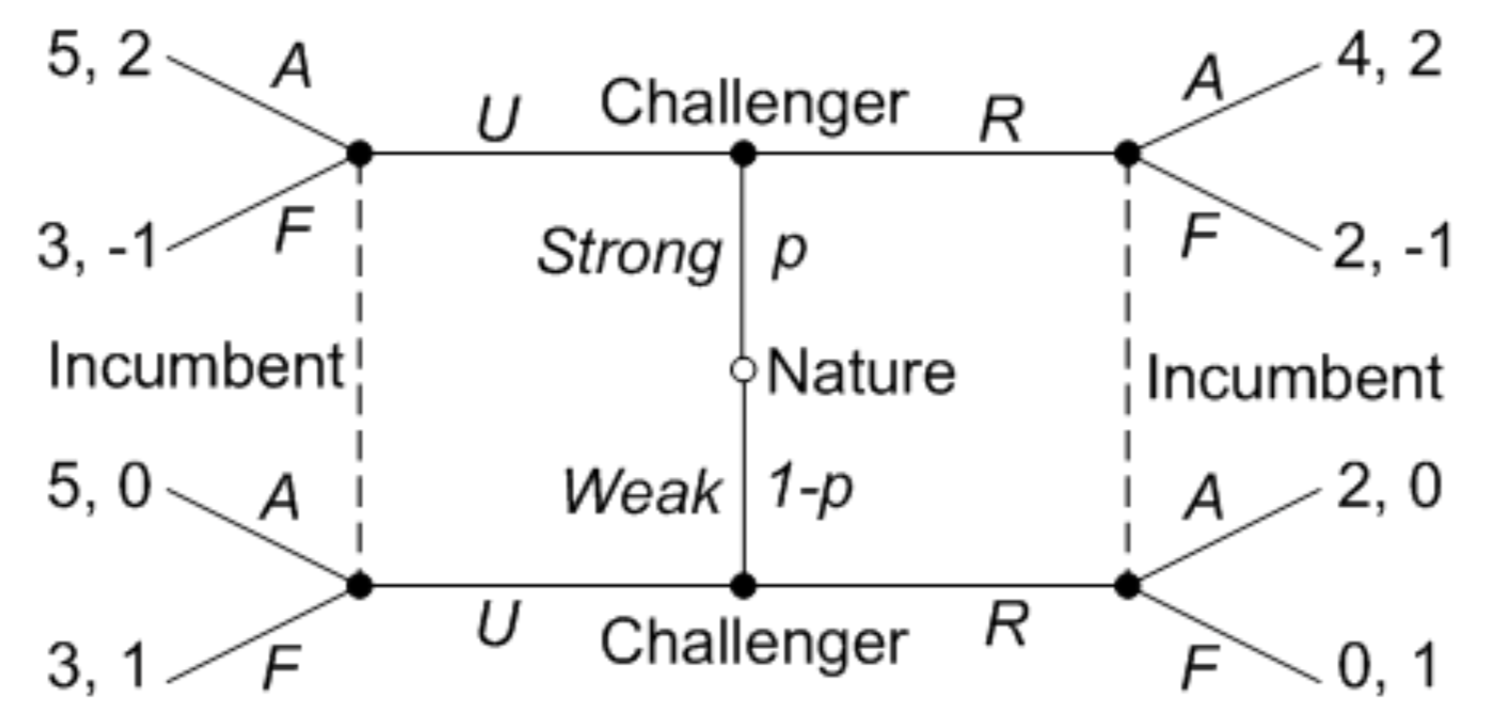 5, 2 A U Challenger R A 4, 2
3, -1 F Strong p F 2, -1
Incumbent Nature Incumbent
5, 0 A Weak 1-p A 2, 0
3, 1 F U Challenger R F 0, 1